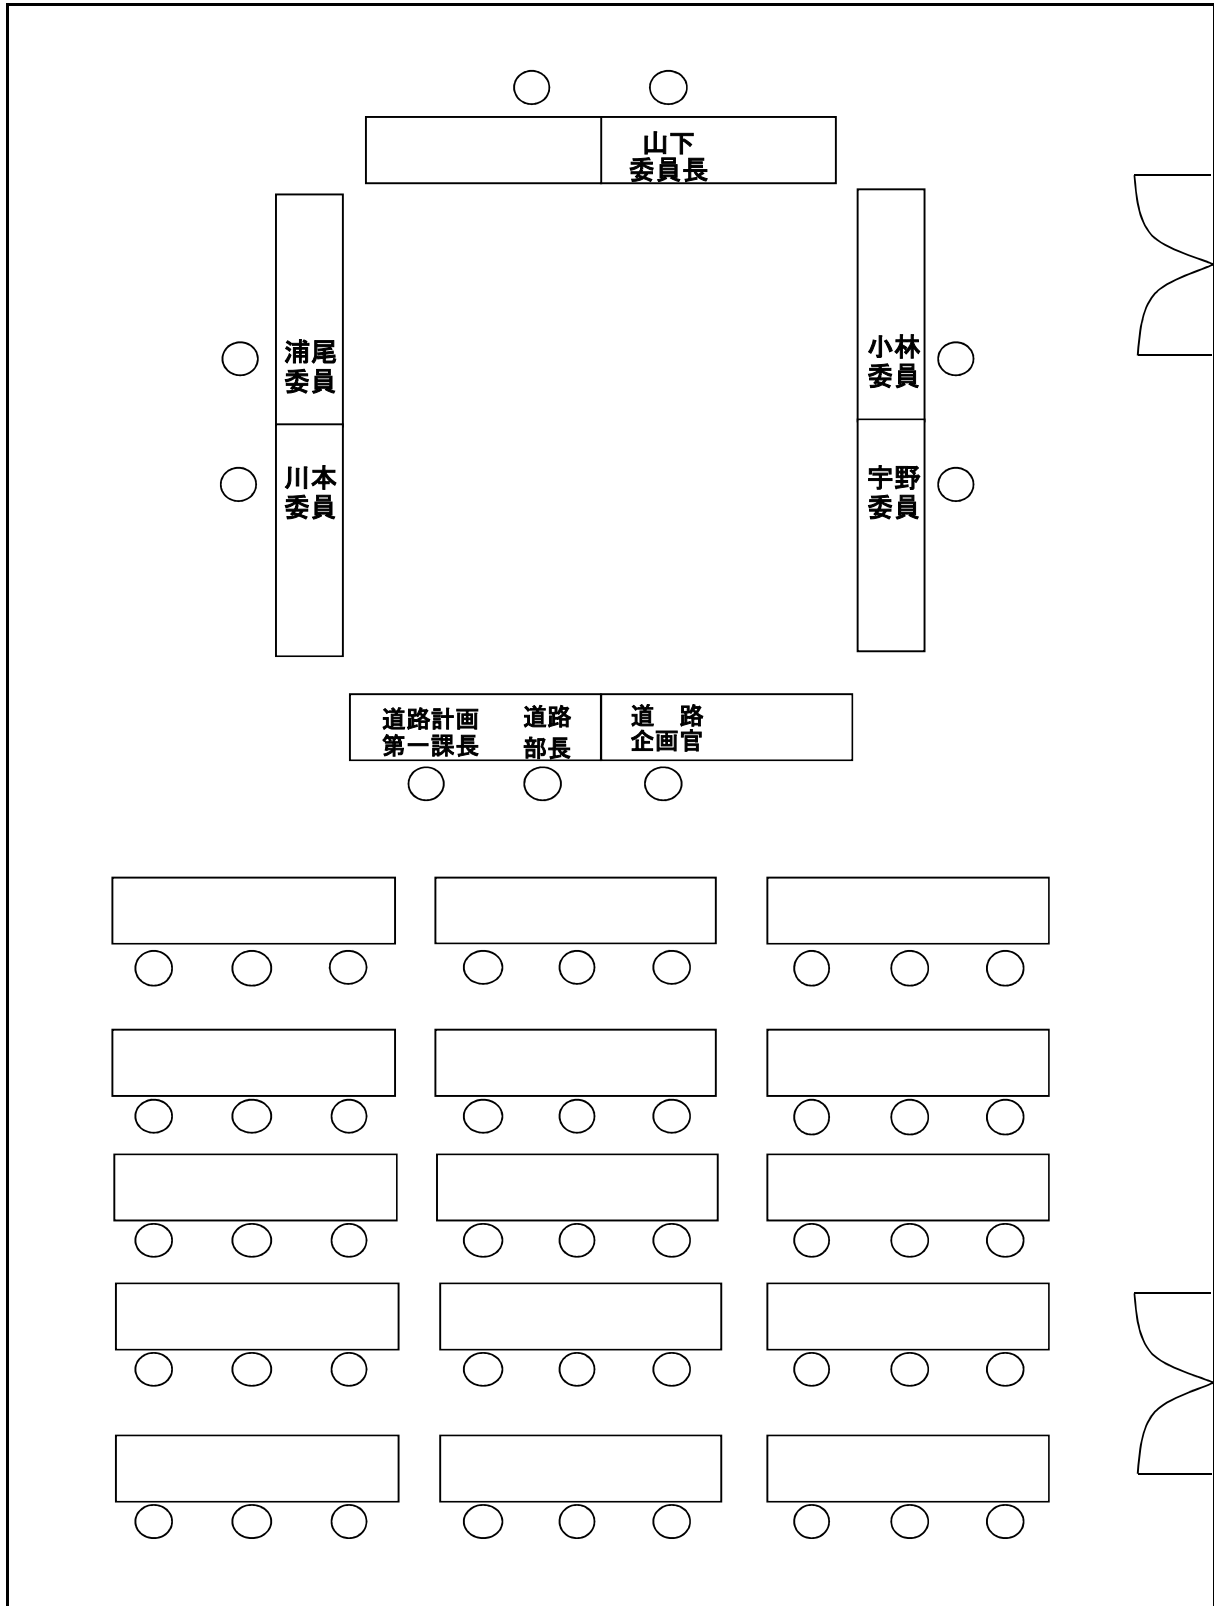 山下
委員長
浦尾
委員
小林
委員
川本
委員
宇野
委員
道路計画
第一課長
道路
部長
道　路
企画官